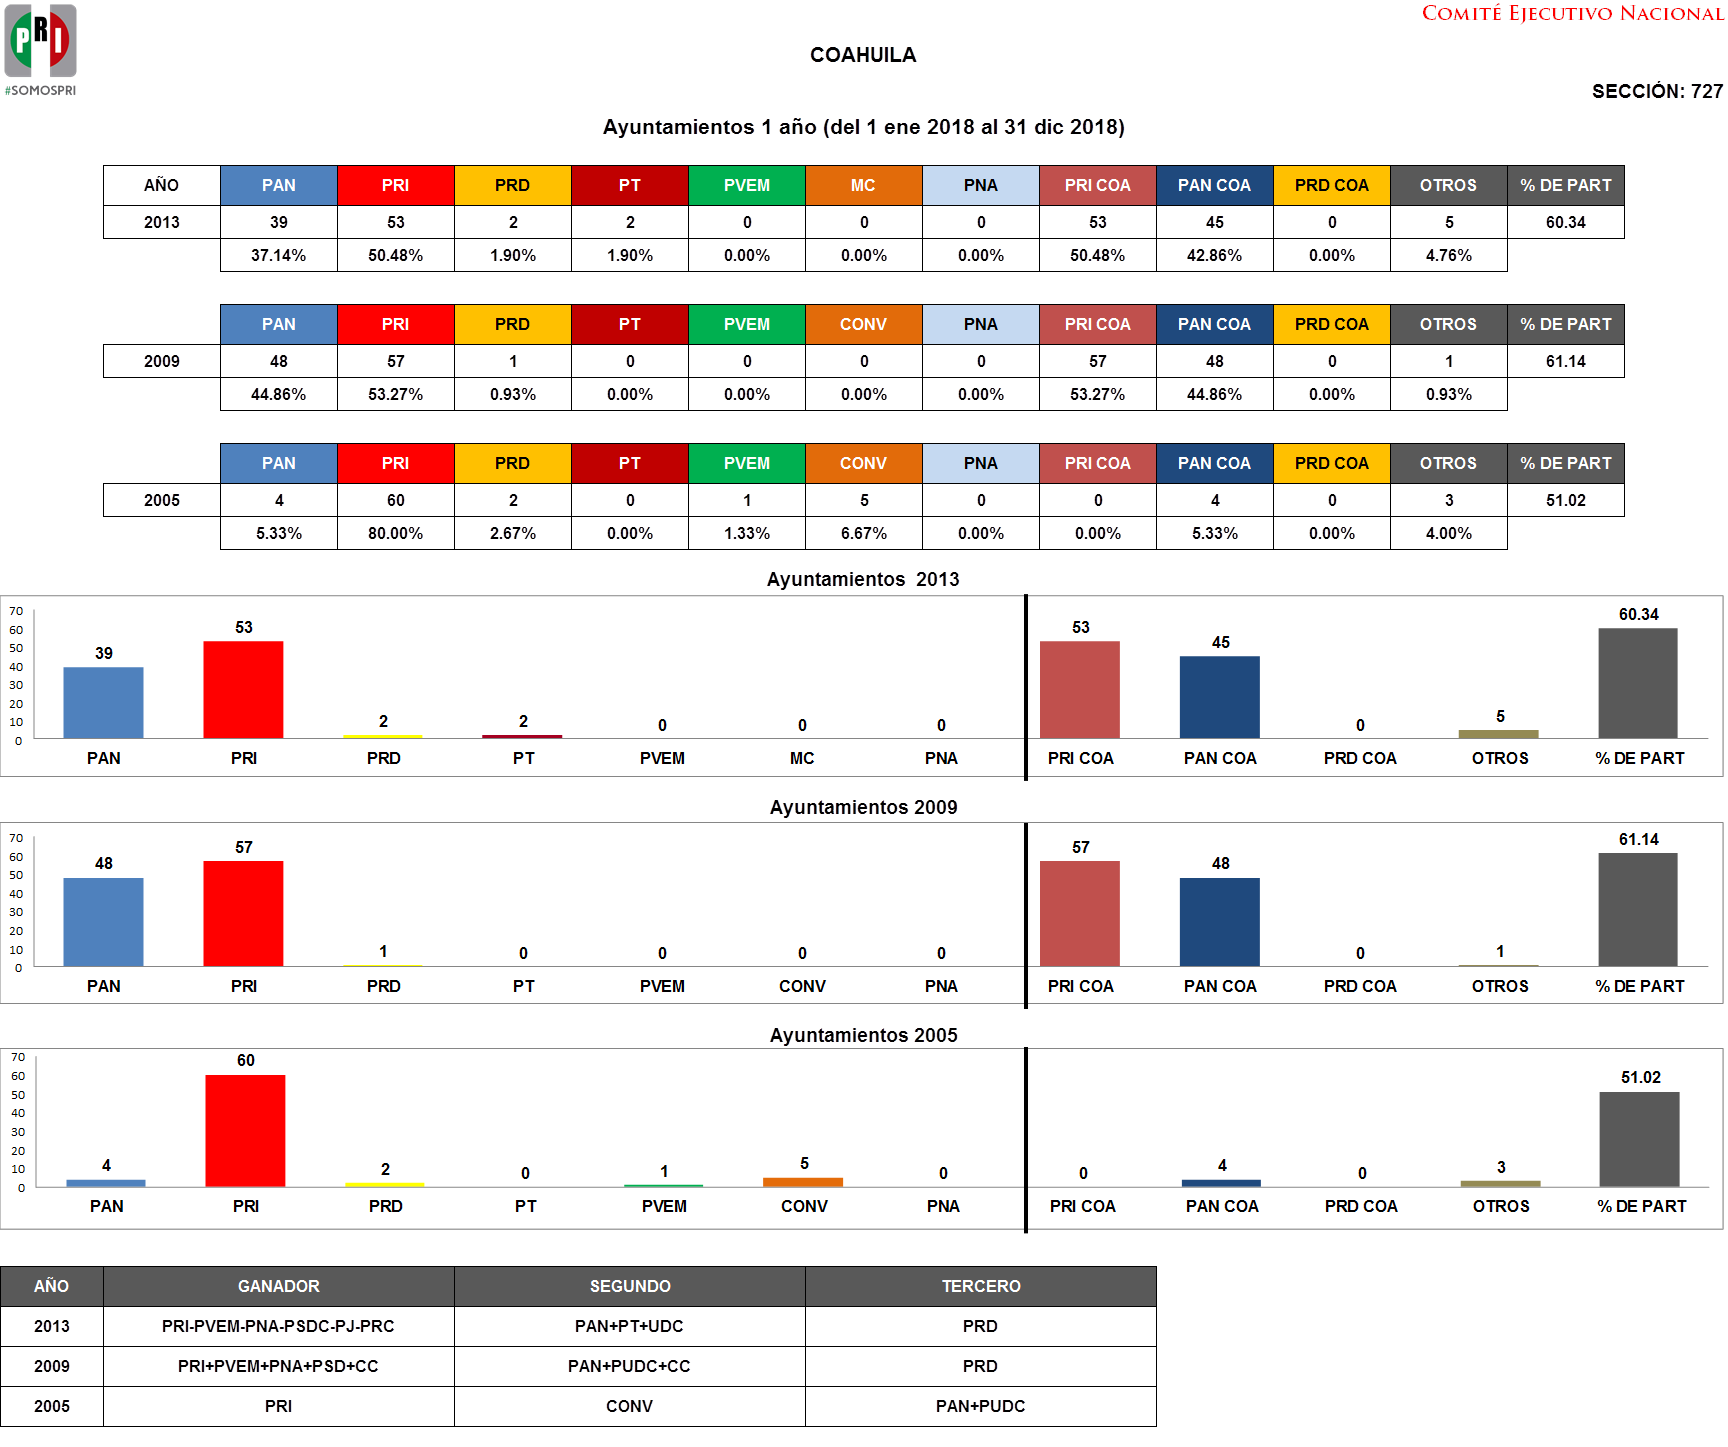 PRI
#SOMOSPRI
COMITÉ EJECUTIVO NACIONAL
COAHUILA
SECCIÓN: 727
Ayuntamientos 1 año (del 1 ene 2018 al 31 dic 2018)
AÑO PAN PRI PRD PT PVEM MC PNA PRI COA PAN COA PRD COA OTROS % DE PART
2013 39 53 2 2 0 0 0 53 45 0 5 60.34
37.14% 50.48% 1.90% 1.90% 0.00% 0.00% 0.00% 50.48% 42.86% 0.00% 4.76%
PAN PRI PRD PT PVEM CONV PNA PRI COA PAN COA PRD COA OTROS % DE PART
2009 48 57 1 0 0 0 0 57 48 0 1 61.14
44.86% 53.27% 0.93% 0.00% 0.00% 0.00% 0.00% 53.27% 44.86% 0.00% 0.93%
PAN PRI PRD PT PVEM CONV PNA PRI COA PAN COA PRD COA OTROS % DE PART
2005 4 60 2 0 1 5 0 0 4 0 3 51.02
5.33% 80.00% 2.67% 0.00% 1.33% 6.67% 0.00% 0.00% 5.33% 0.00% 4.00%
Ayuntamientos 2013
70
60
50
40
30
20
10
0
39 53 2 2 0 0 0 53 45 0 5 60.34
PAN PRI PRD PT PVEM MC PNA PRI COA PAN COA PRD COA OTROS % DE PART
Ayuntamientos 2009
70
60
50
40
30
20
10
0
48 57 1 0 0 0 0 57 48 0 1 61.14
PAN PRI PRD PT PVEM CONV PNA PRI COA PAN COA PRD COA OTROS % DE PART
Ayuntamientos 2005
70
60
50
40
30
20
10
0
4 60 2 0 1 5 0 0 4 0 3 51.02
PAN PRI PRD PT PVEM CONV PNA PRI COA PAN COA PRD COA OTROS % DE PART
AÑO GANADOR SEGUNDO TERCERO
2013 PRI-PVEM-PNA-PSDC-PJ-PRC PAN+PT+UDC PRD
2009 PRI+PVEM+PNA+PSD+CC PAN+PUDC+CC PRD
2005 PRI CONV PAN+PUDC